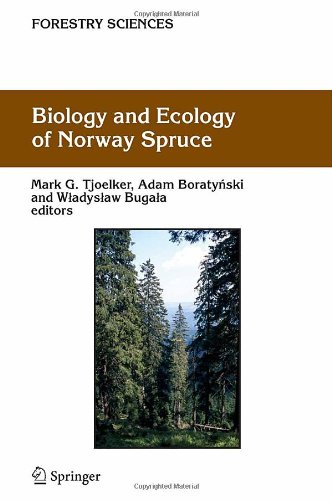 FORESTRY SCIENCES
Biology and Ecology
of Norway Spruce
Mark G. Tjoelker, Adam Boratyński
and Władysław Bugała
editors
Springer